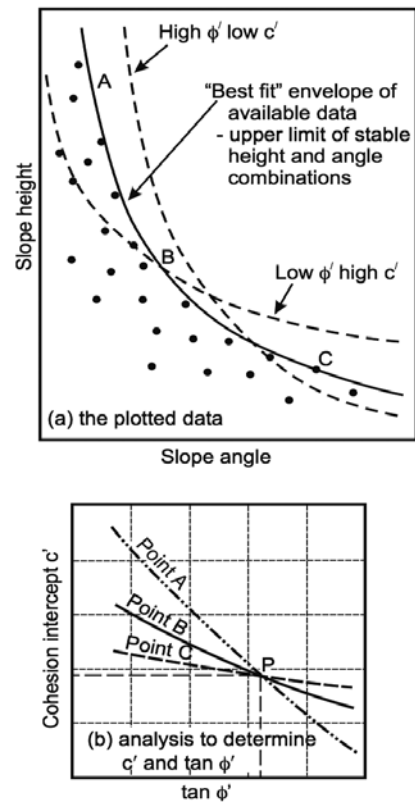 High ϕ′ low c′
A
“Best fit” envelope of
available data
- upper limit of stable
height and angle
combinations
Slope height
B
Low ϕ′ high c′
C
(a) the plotted data
Slope angle
Point A
Point B
Point C
P
Cohesion intercept c'
(b) analysis to determine
c′ and tan ϕ′
tan ϕ'